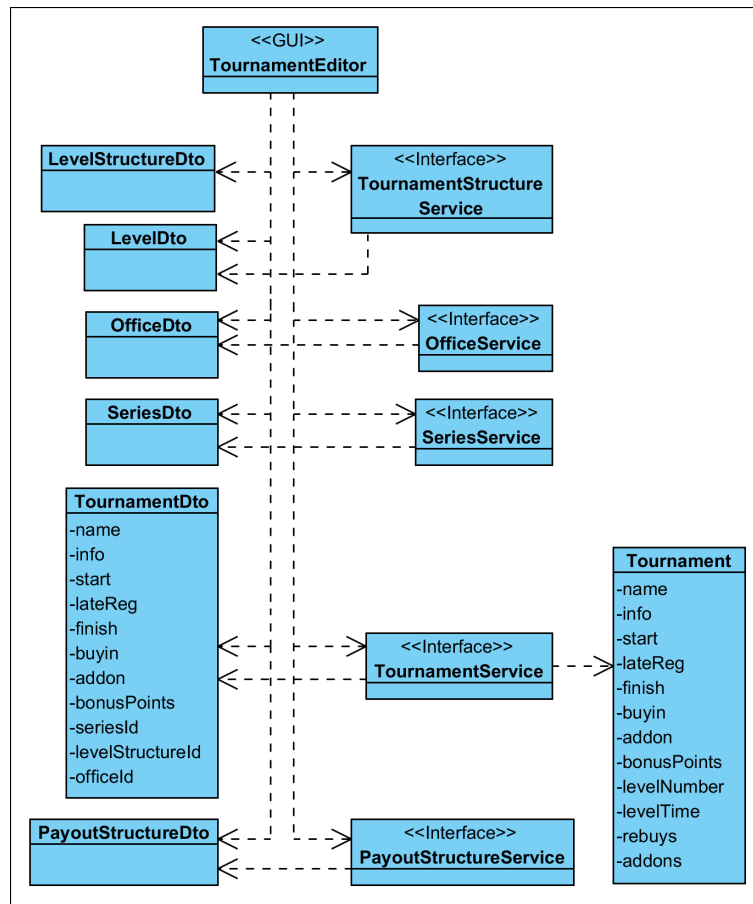 <<GUI>>
TournamentEditor
LevelStructureDto
<<Interface>>
TournamentStructure
Service
LevelDto
OfficeDto
<<Interface>>
OfficeService
SeriesDto
<<Interface>>
SeriesService
TournamentDto
-name
-info
-start
-lateReg
-finish
-buyin
-addon
-bonusPoints
-seriesId
-levelStructureId
-officeId
<<Interface>>
TournamentService
Tournament
-name
-info
-start
-lateReg
-finish
-buyin
-addon
-bonusPoints
-levelNumber
-levelTime
-rebuys
-addons
PayoutStructureDto
<<Interface>>
PayoutStructureService